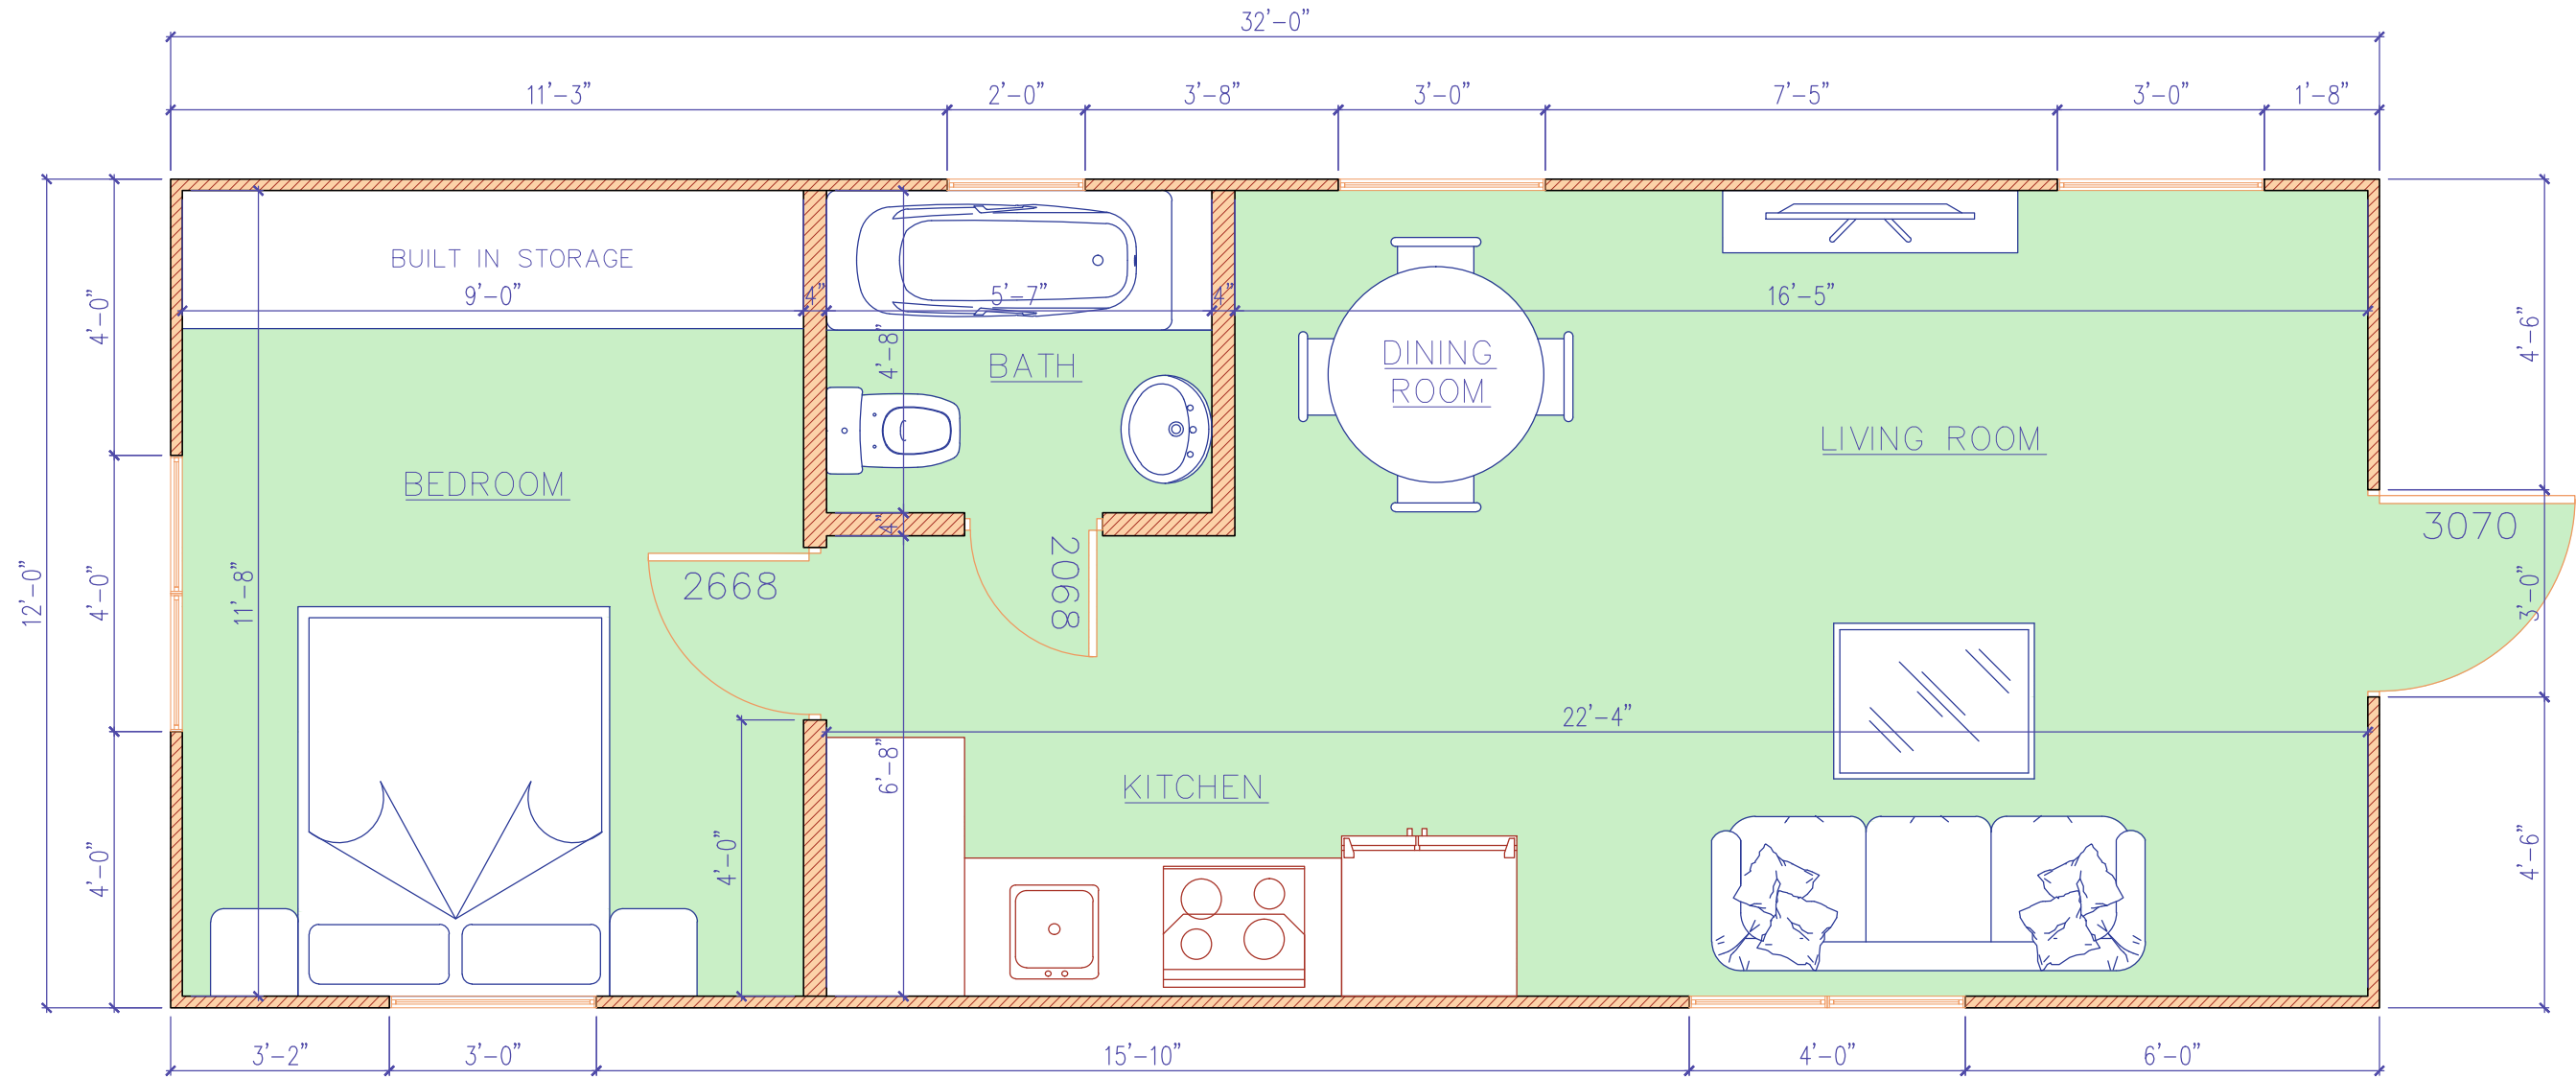 32'-0"
11'-3" 2'-0" 3'-8" 3'-0" 7'-5" 3'-0" 1'-8"
BUILT IN STORAGE
9'-0" 4" 5'-7" 4" 16'-5"
4'-0"
4'-8"
4'-6"
BATH
DINING
ROOM
LIVING ROOM
BEDROOM
4"
3070
2668
2068
12'-0"
4'-0"
11'-8"
3'-0"
22'-4"
6'-8"
KITCHEN
4'-0"
4'-0"
4'-6"
3'-2" 3'-0" 15'-10" 4'-0" 6'-0"